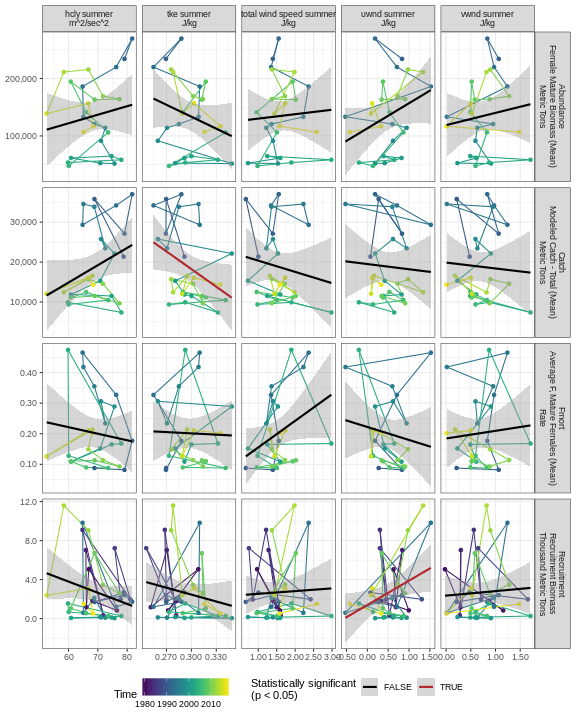 hdly summer
m^2/sec^2
tke summer
J/kg
total wind speed summer
J/kg
uwnd summer
J/kg
vwnd summer
J/kg
200,000
100,000
Abundance
Female Mature Biomass (Mean)
Metric Tons
30,000
20,000
10,000
Catch
Modeled Catch - Total (Mean)
Metric Tons
0.40
0.30
0.20
0.10
Fmort
Average F, Mature Females (Mean)
Rate
12.0
8.0
4.0
0.0
Recruitment
Recruitment Biomass
Thousand Metric Tons
60 70 80
0.270 0.300 0.330
1.00 1.50 2.00 2.50 3.00
0.50 0.00 0.50 1.00 1.50
0.00 0.50 1.00 1.50
Time
1980 1990 2000 2010
Statistically significant
(p < 0.05)
FALSE
TRUE